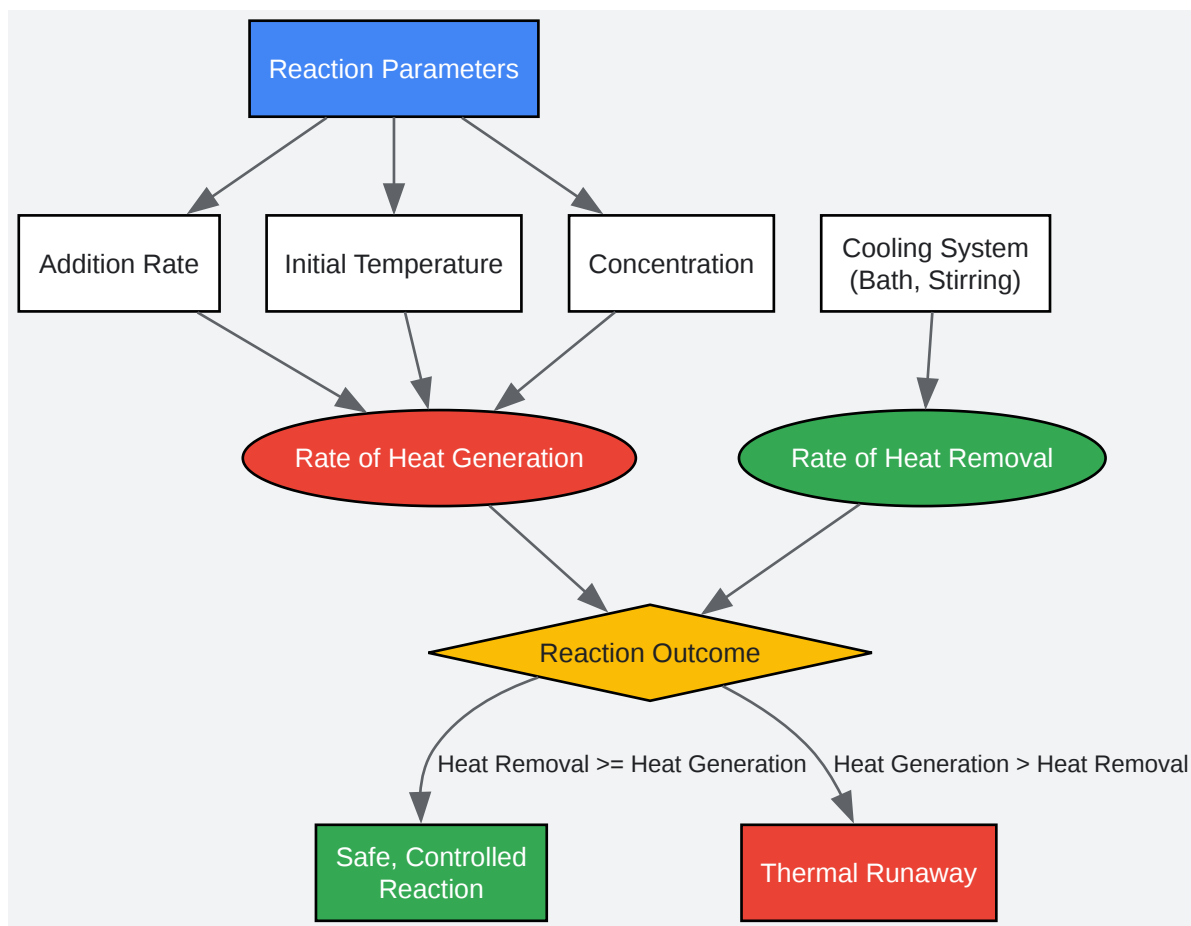 Reaction Parameters
Addition Rate
Initial Temperature
Concentration
Cooling System
(Bath, Stirring)
Rate of Heat Generation
Rate of Heat Removal
Reaction Outcome
Heat Removal >= Heat Generation
Heat Generation > Heat Removal
Safe, Controlled
Reaction
Thermal Runaway